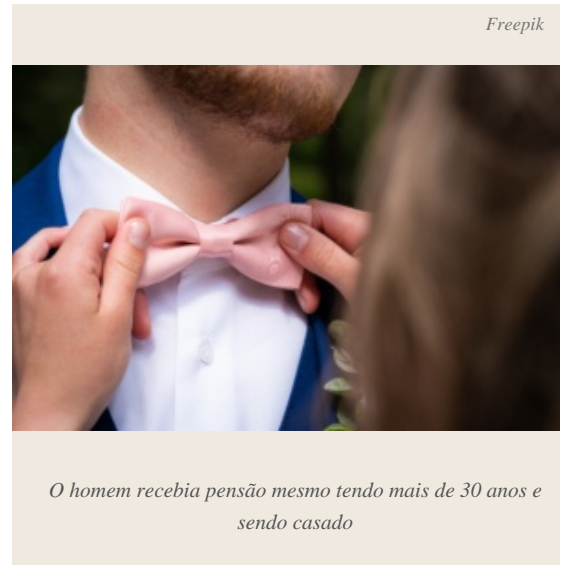 Freepik
O homem recebia pensão mesmo tendo mais de 30 anos e
sendo casado